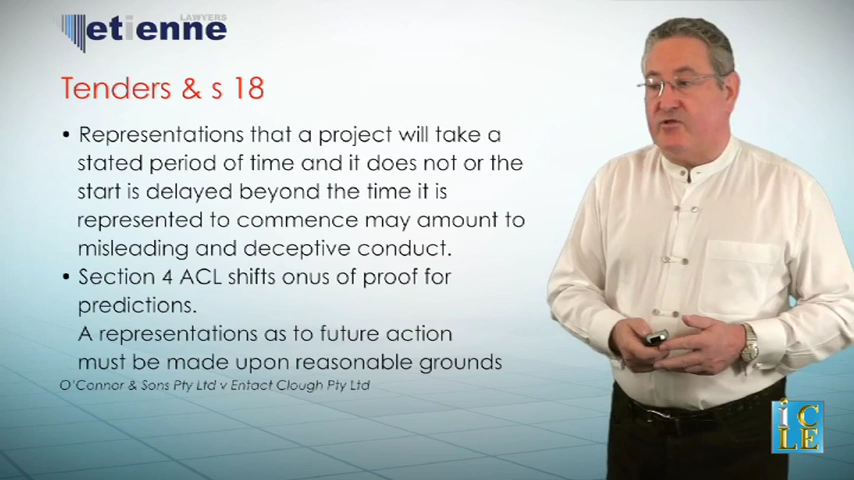 LAWYERS
etienne
Tenders & s 18
• Representations that a project will take a
stated period of time and it does not or the
start is delayed beyond the time it is
represented to commence may amount to
misleading and deceptive conduct.
• Section 4 ACL shifts onus of proof for
predictions.
A representations as to future action
must be made upon reasonable grounds
O'Connor & Sons Pty Ltd v Entact Clough Pty Ltd
iC
LE